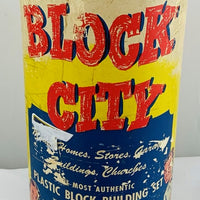 BLOCK
CITY
Homes, Stores, Garages
Buildings, Churches
MOST AUTHENTIC
PLASTIC BLOCK BUILDING SET